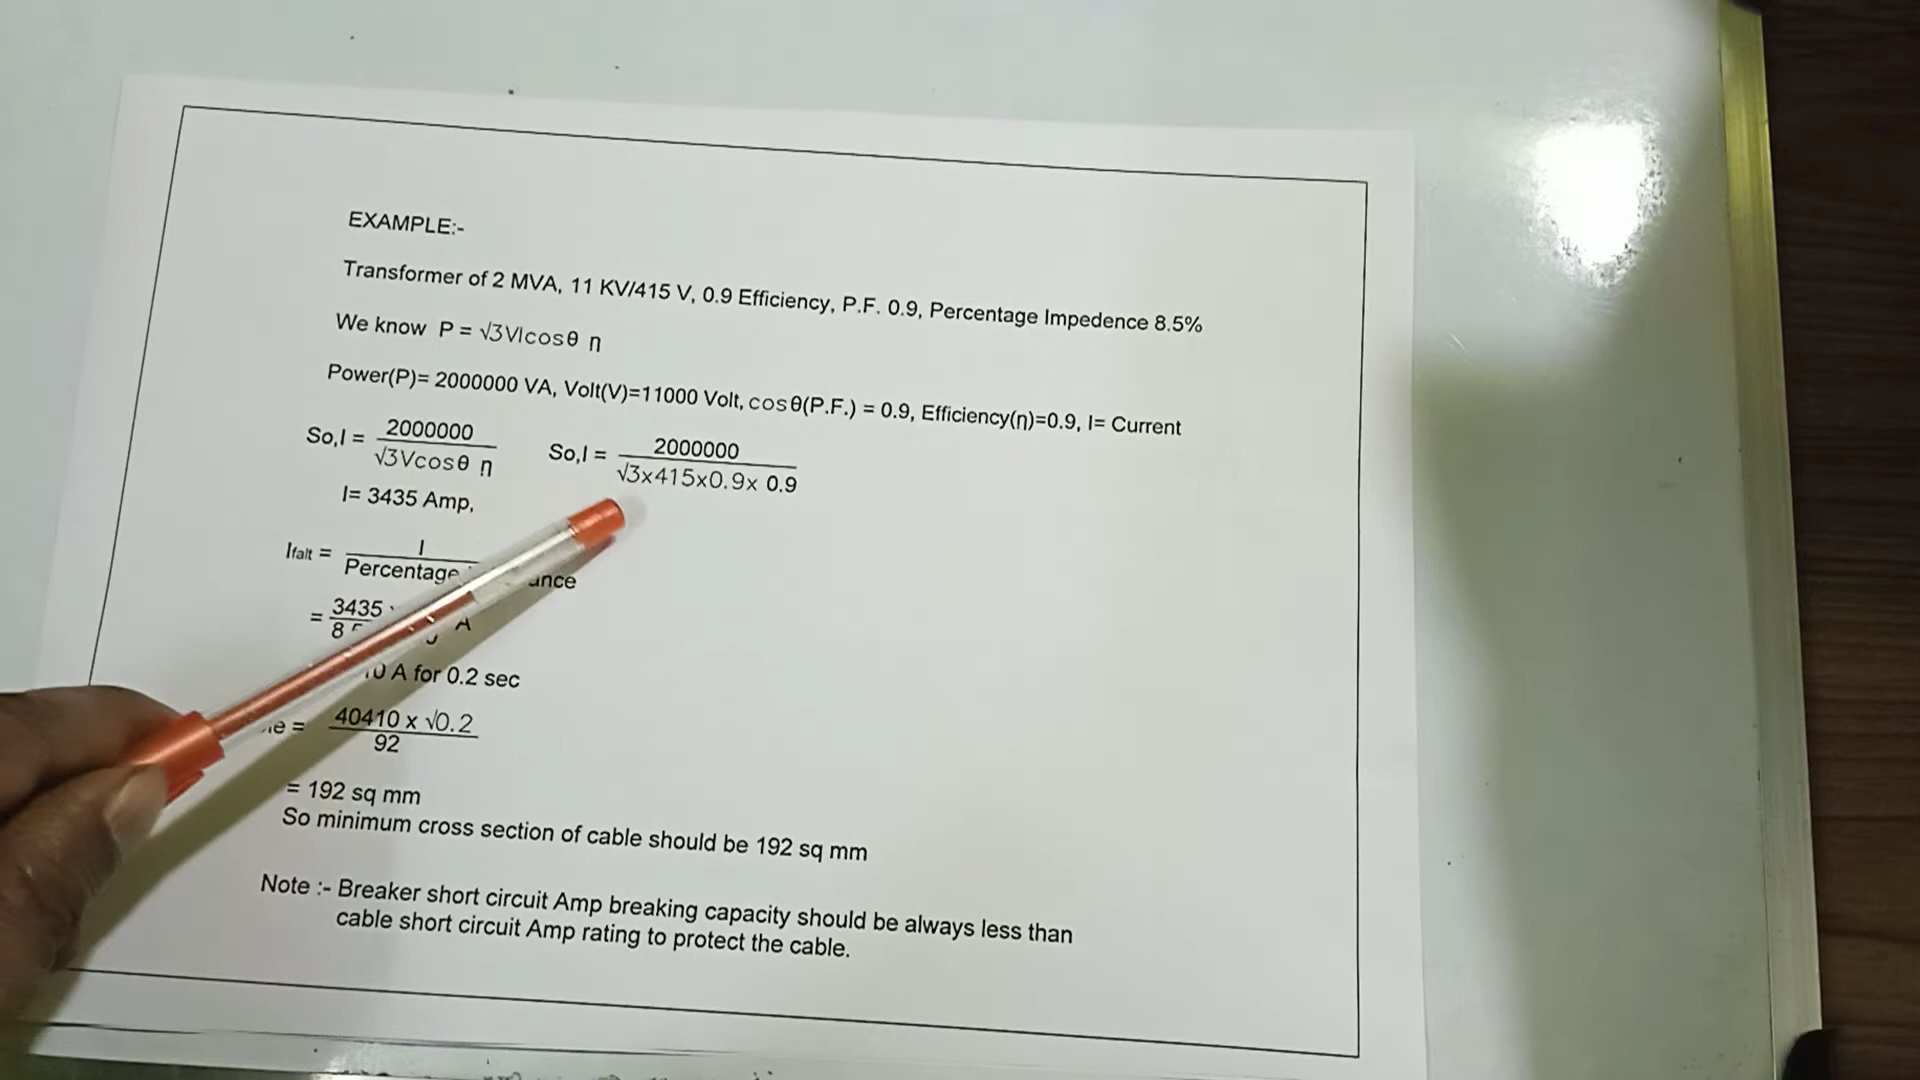 EXAMPLE:-
Transformer of 2 MVA, 11 KV/415 V, 0.9 Efficiency, P.F. 0.9, Percentage Impedence 8.5%
We know P = √3VIcosθ η
Power(P)= 2000000 VA, Volt(V)=11000 Volt, cosθ(P.F.) = 0.9, Efficiency(η)=0.9, I= Current
So,I = 2000000 / √3Vcosθ η So,I = 2000000 / √3x415x0.9x 0.9
I= 3435 Amp,
Ifalt = I / Percentage
= 3435
A for 0.2 sec
= 40410 x √0.2 / 92
= 192 sq mm
So minimum cross section of cable should be 192 sq mm
Note :- Breaker short circuit Amp breaking capacity should be always less than
cable short circuit Amp rating to protect the cable.